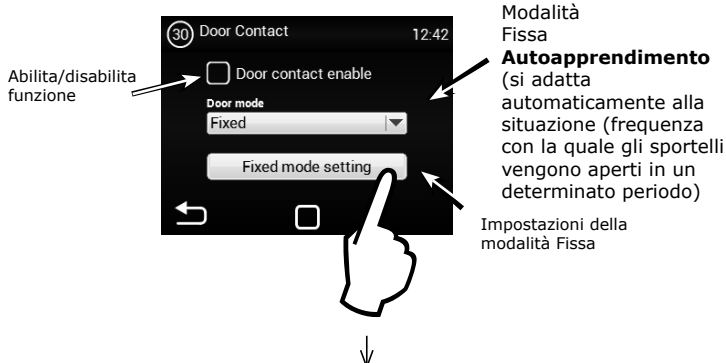 Modalità
Fissa
Autoapprendimento
(si adatta
automaticamente alla
situazione (frequenza
con la quale gli sportelli
vengono aperti in un
determinato periodo)
30 Door Contact 12:42
Abilita/disabilita
funzione
Door contact enable
Door mode
Fixed
Fixed mode setting
Impostazioni della
modalità Fissa